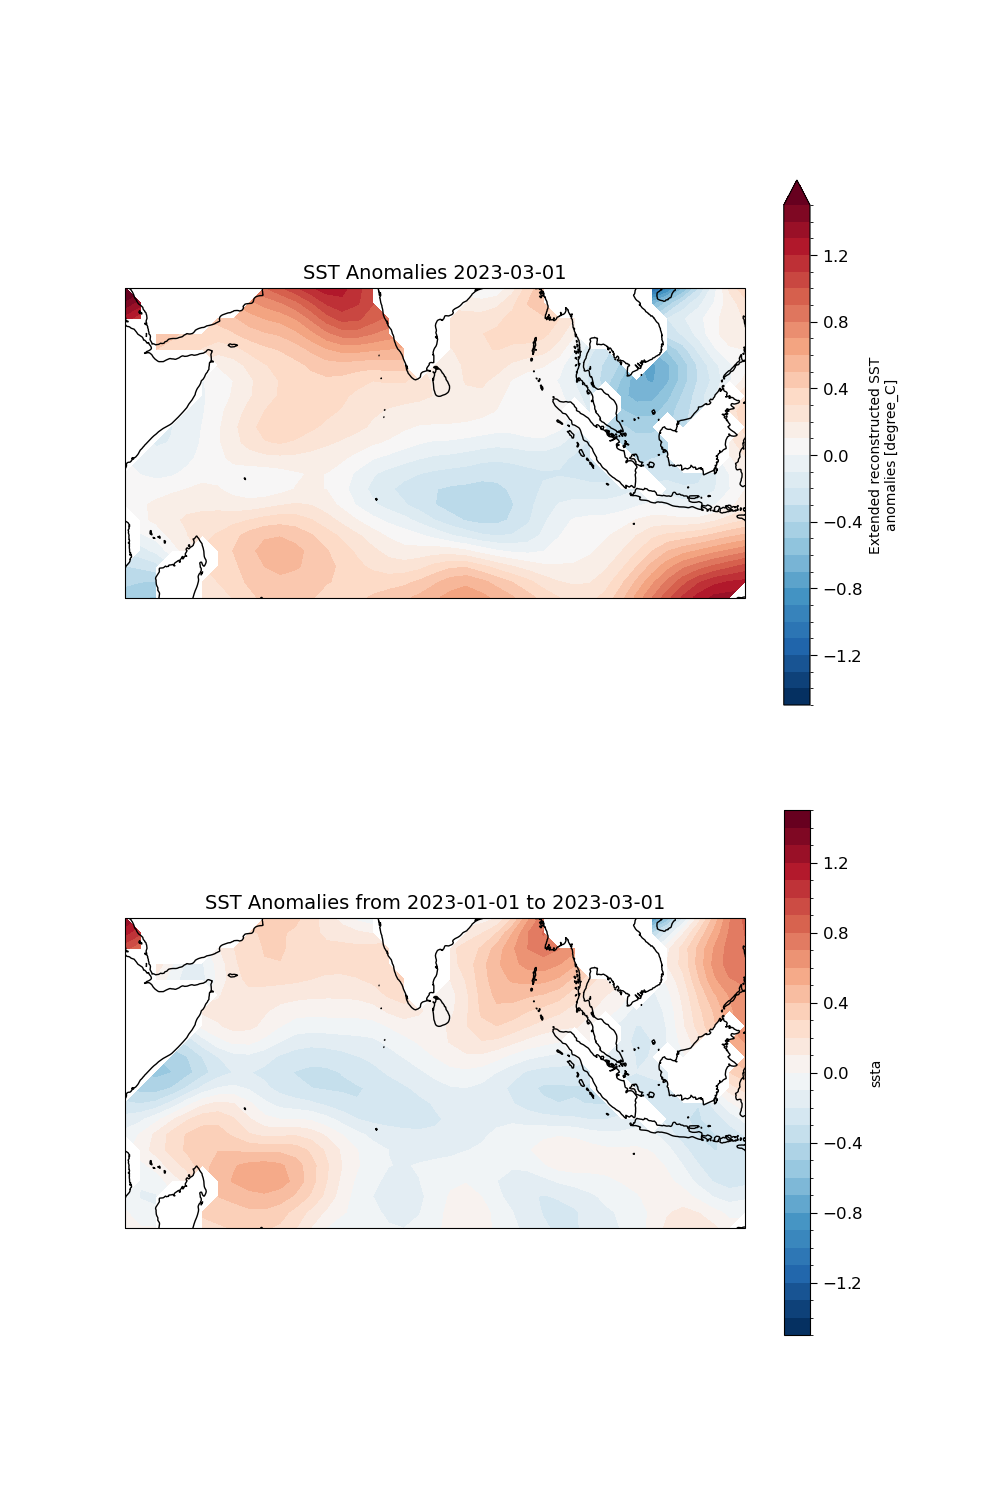 SST Anomalies 2023-03-01
1.2
0.8
0.4
0.0
−0.4
−0.8
−1.2
Extended reconstructed SST
anomalies [degree_C]
SST Anomalies from 2023-01-01 to 2023-03-01
1.2
0.8
0.4
0.0
−0.4
−0.8
−1.2
ssta